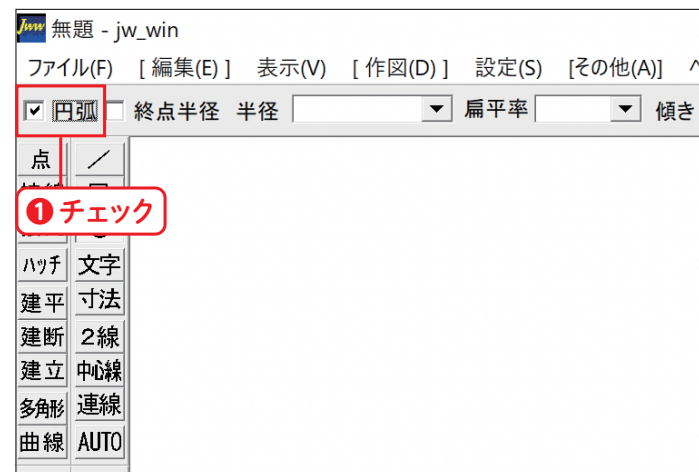 Jww 無題 - jw_win
ファイル(F) [ 編集(E) ] 表示(V) [ 作図(D) ] 設定(S) [その他(A)]
円弧 終点半径 半径 扁平率 傾き
点 ／
❶ チェック
ハッチ 文字
建平 寸法
建断 2線
建立 中心線
多角形 連線
曲線 AUTO